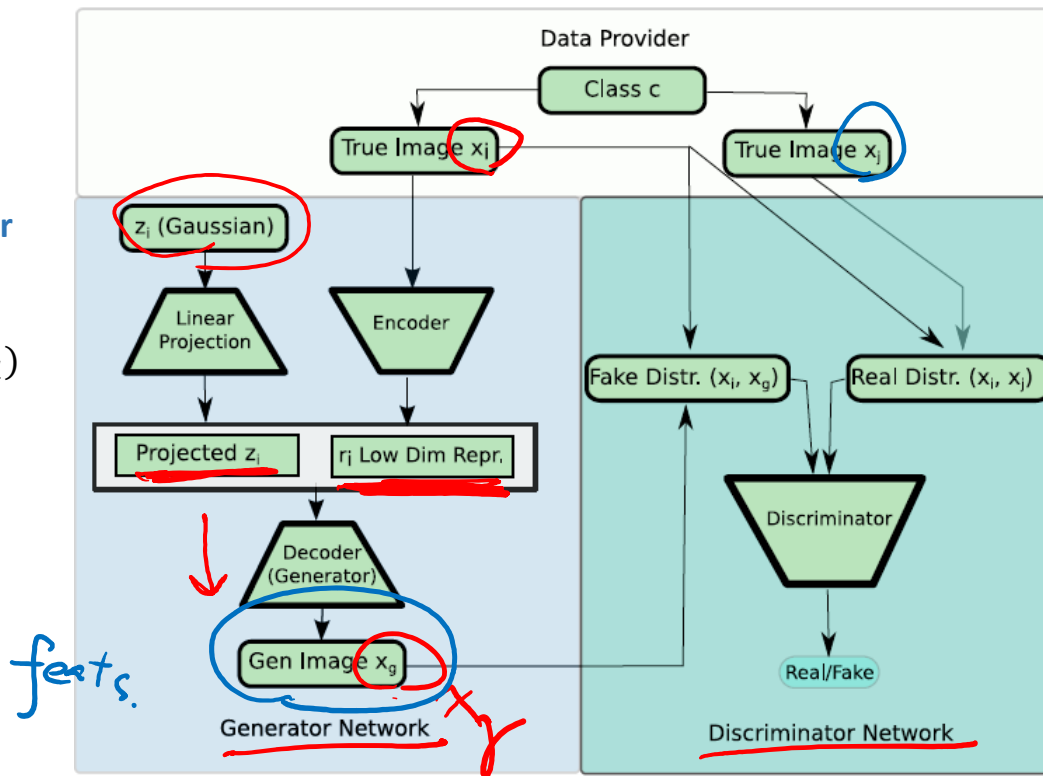 Data Provider
Class c
True Image xᵢ
True Image xⱼ
r
zᵢ (Gaussian)
Linear
Projection
Encoder
)
Fake Distr. (xᵢ, x₉)
Real Distr. (xᵢ, xⱼ)
Projected zᵢ
rᵢ Low Dim Repr.
Discriminator
Decoder
(Generator)
Gen Image x₉
feats.
Real/Fake
Generator Network
Discriminator Network